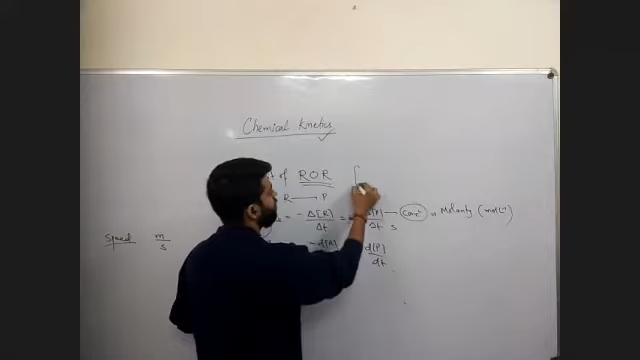 Chemical Kinetics
of ROR
R ⟶ P
= - Δ[R] / Δt = Δ[P] / Δt — Conc = Molarity (mol L⁻¹)
s
Speed m / s
- d[R] d[P] / dt